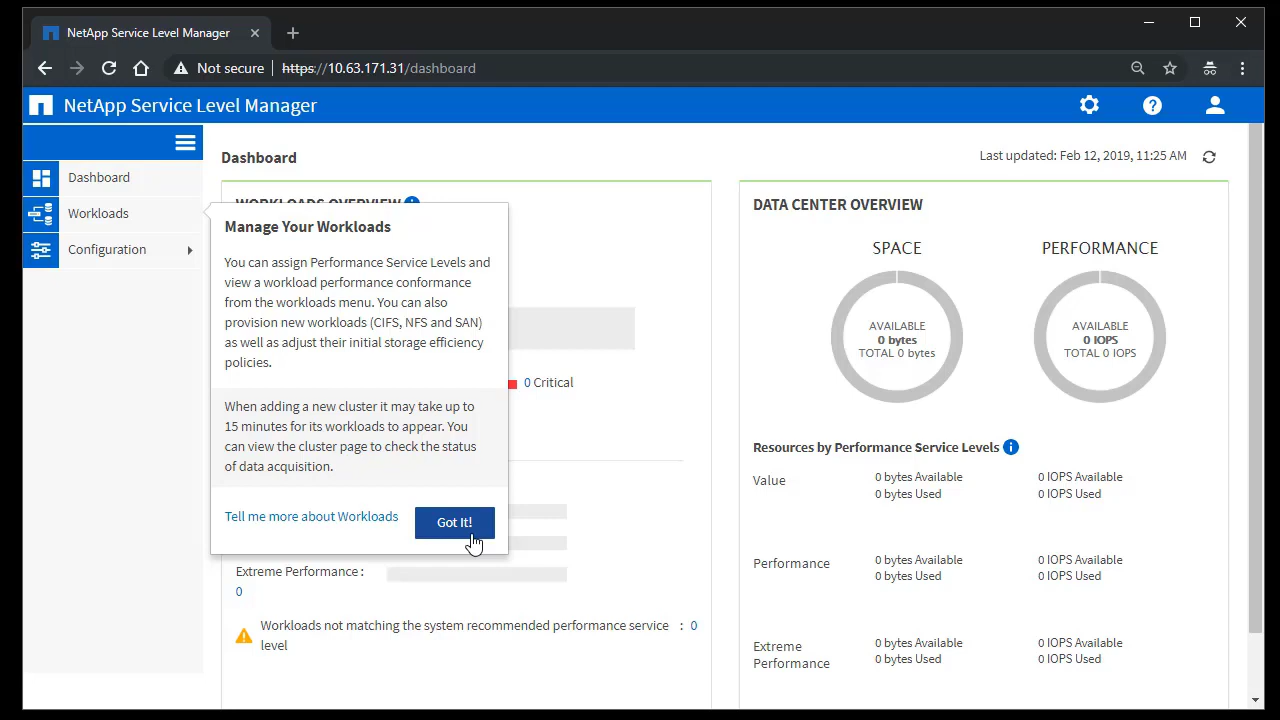 NetApp Service Level Manager
Not secure | https://10.63.171.31/dashboard
NetApp Service Level Manager
Dashboard
Workloads
Configuration
Dashboard
Last updated: Feb 12, 2019, 11:25 AM
WORKLOADS OVERVIEW
Manage Your Workloads
You can assign Performance Service Levels and
view a workload performance conformance
from the workloads menu. You can also
provision new workloads (CIFS, NFS and SAN)
as well as adjust their initial storage efficiency
policies.
When adding a new cluster it may take up to
15 minutes for its workloads to appear. You
can view the cluster page to check the status
of data acquisition.
Tell me more about Workloads
Got It!
0 Critical
Extreme Performance :
0
Workloads not matching the system recommended performance service : 0
level
DATA CENTER OVERVIEW
SPACE
PERFORMANCE
AVAILABLE
0 bytes
TOTAL 0 bytes
AVAILABLE
0 IOPS
TOTAL 0 IOPS
Resources by Performance Service Levels
Value
0 bytes Available
0 bytes Used
0 IOPS Available
0 IOPS Used
Performance
0 bytes Available
0 bytes Used
0 IOPS Available
0 IOPS Used
Extreme
Performance
0 bytes Available
0 bytes Used
0 IOPS Available
0 IOPS Used